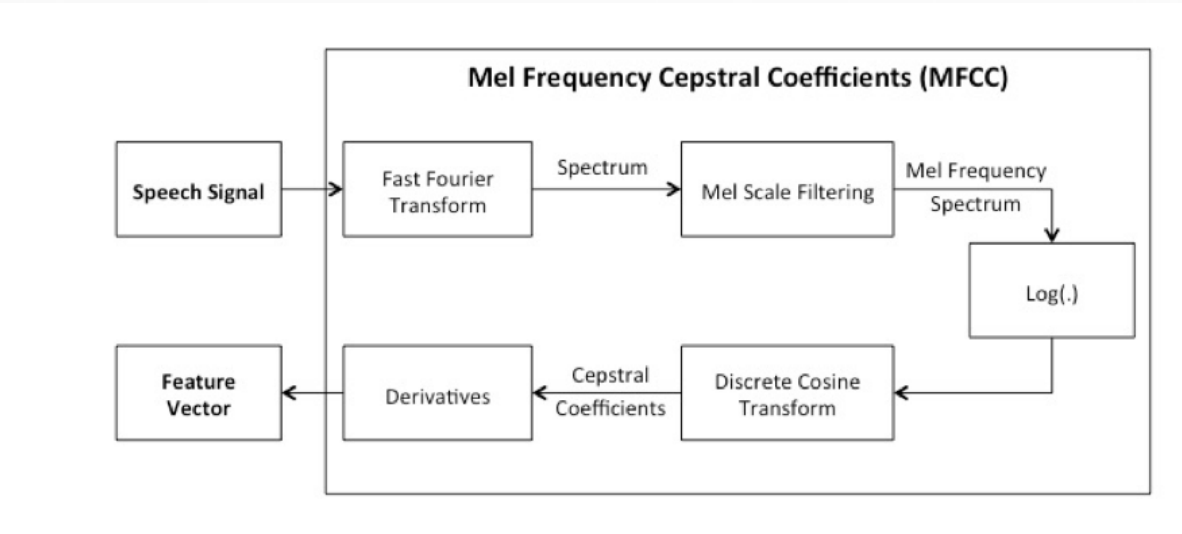 Mel Frequency Cepstral Coefficients (MFCC)
Speech Signal
Fast Fourier
Transform
Spectrum
Mel Scale Filtering
Mel Frequency
Spectrum
Log(.)
Discrete Cosine
Transform
Cepstral
Coefficients
Derivatives
Feature
Vector